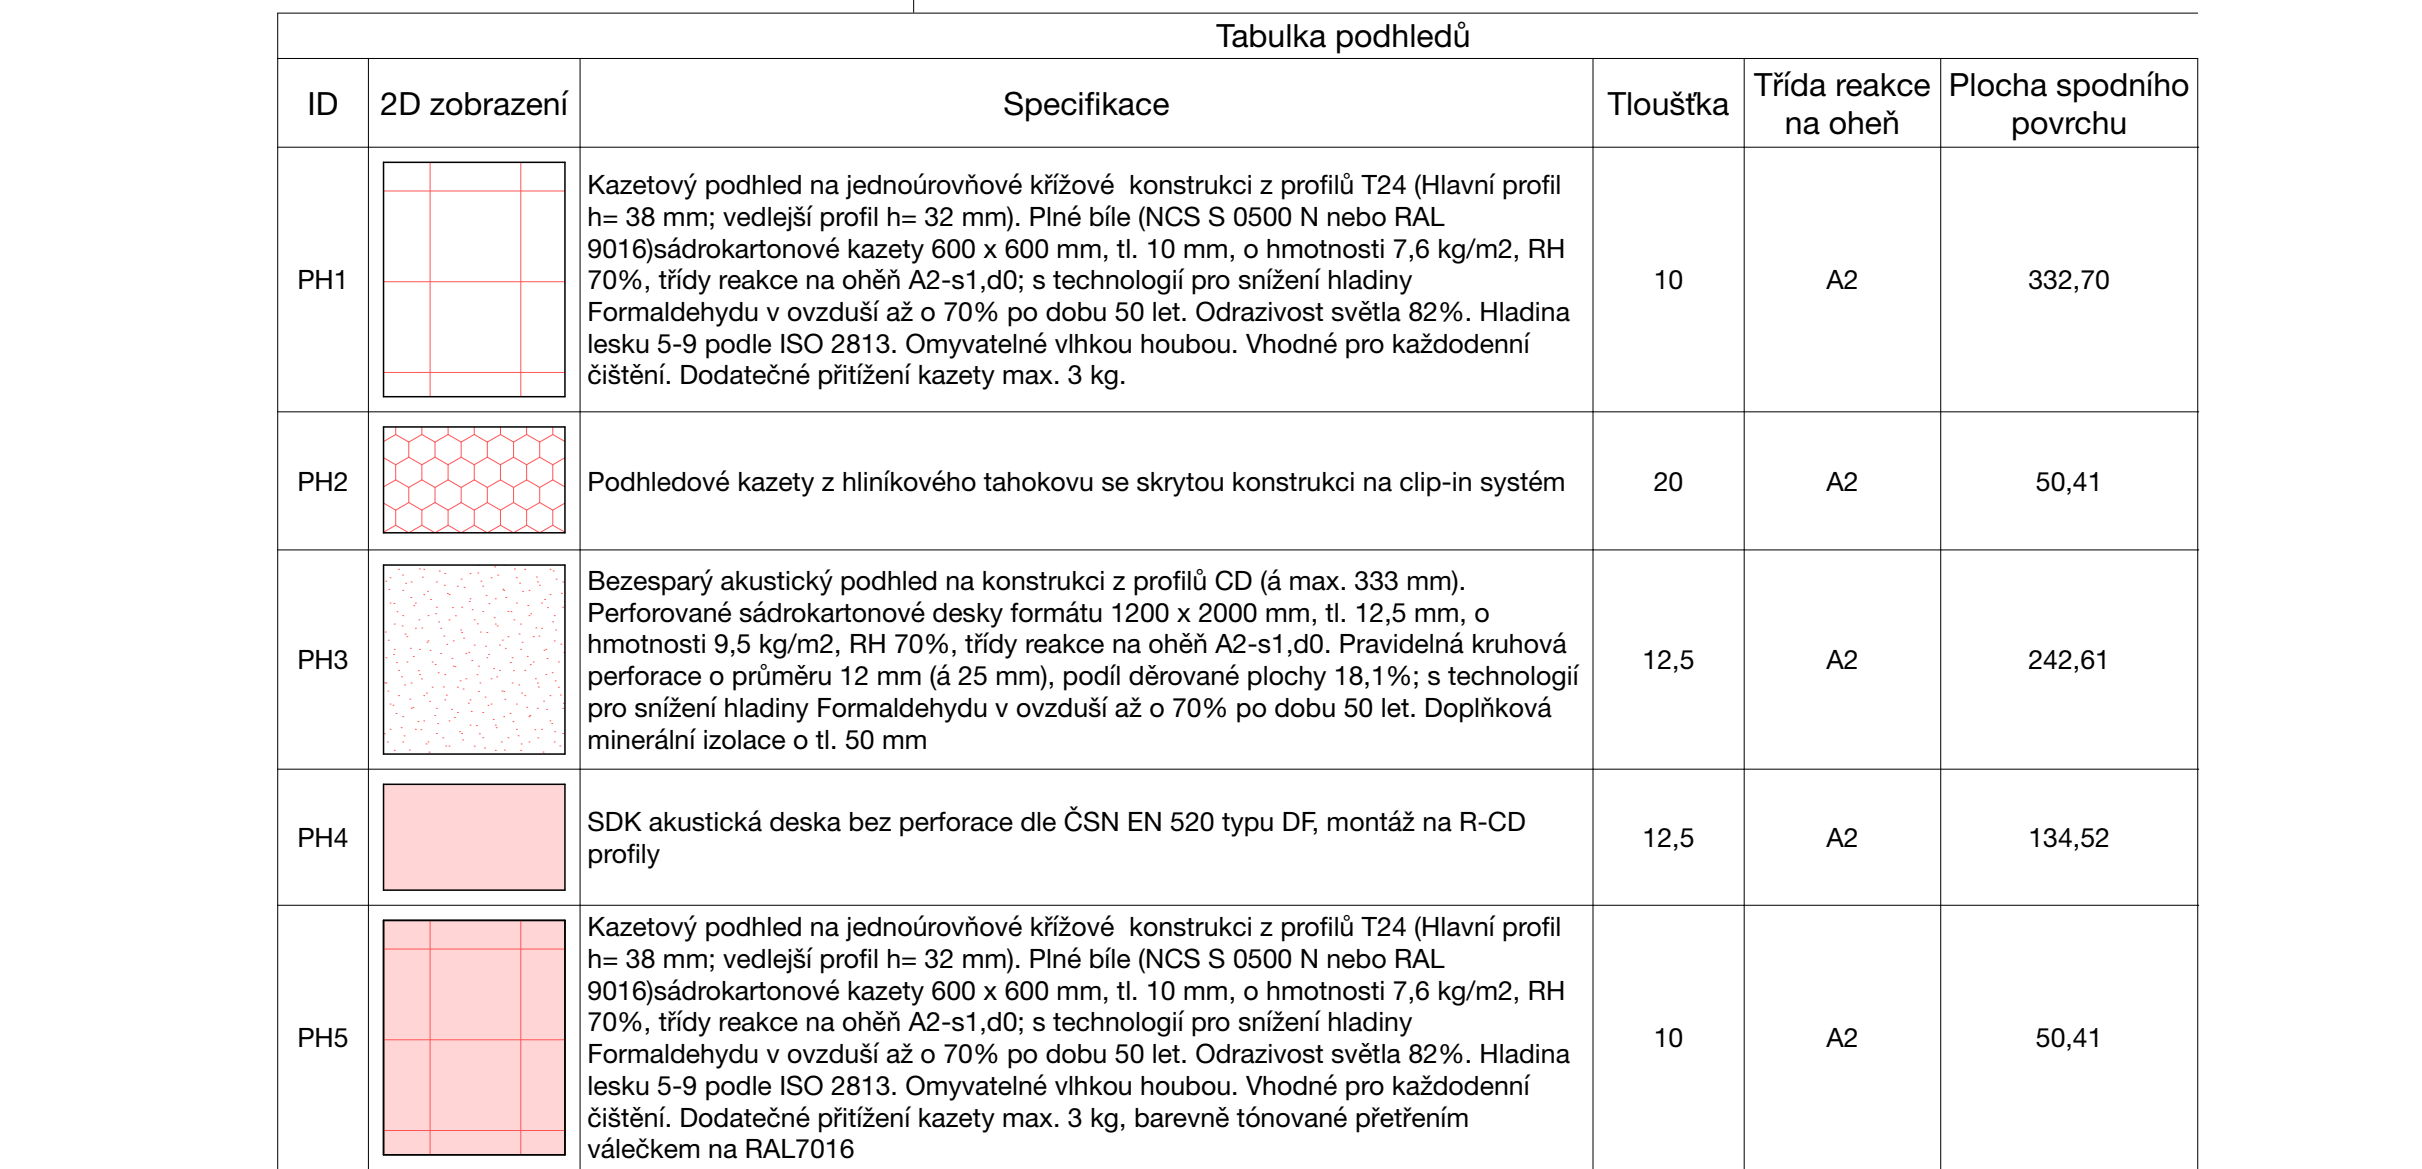 Tabulka podhledů
ID
2D zobrazení
Specifikace
Tloušťka
Třída reakce
na oheň
Plocha spodního
povrchu
PH1
Kazetový podhled na jednoúrovňové křížové  konstrukci z profilů T24 (Hlavní profil
h= 38 mm; vedlejší profil h= 32 mm). Plné bíle (NCS S 0500 N nebo RAL
9016)sádrokartonové kazety 600 x 600 mm, tl. 10 mm, o hmotnosti 7,6 kg/m2, RH
70%, třídy reakce na ohěň A2-s1,d0; s technologií pro snížení hladiny
Formaldehydu v ovzduší až o 70% po dobu 50 let. Odrazivost světla 82%. Hladina
lesku 5-9 podle ISO 2813. Omyvatelné vlhkou houbou. Vhodné pro každodenní
čištění. Dodatečné přitížení kazety max. 3 kg.
10
A2
332,70
PH2
Podhledové kazety z hliníkového tahokovu se skrytou konstrukci na clip-in systém
20
A2
50,41
PH3
Bezesparý akustický podhled na konstrukci z profilů CD (á max. 333 mm).
Perforované sádrokartonové desky formátu 1200 x 2000 mm, tl. 12,5 mm, o
hmotnosti 9,5 kg/m2, RH 70%, třídy reakce na ohěň A2-s1,d0. Pravidelná kruhová
perforace o průměru 12 mm (á 25 mm), podíl děrované plochy 18,1%; s technologií
pro snížení hladiny Formaldehydu v ovzduší až o 70% po dobu 50 let. Doplňková
minerální izolace o tl. 50 mm
12,5
A2
242,61
PH4
SDK akustická deska bez perforace dle ČSN EN 520 typu DF, montáž na R-CD
profily
12,5
A2
134,52
PH5
Kazetový podhled na jednoúrovňové křížové  konstrukci z profilů T24 (Hlavní profil
h= 38 mm; vedlejší profil h= 32 mm). Plné bíle (NCS S 0500 N nebo RAL
9016)sádrokartonové kazety 600 x 600 mm, tl. 10 mm, o hmotnosti 7,6 kg/m2, RH
70%, třídy reakce na ohěň A2-s1,d0; s technologií pro snížení hladiny
Formaldehydu v ovzduší až o 70% po dobu 50 let. Odrazivost světla 82%. Hladina
lesku 5-9 podle ISO 2813. Omyvatelné vlhkou houbou. Vhodné pro každodenní
čištění. Dodatečné přitížení kazety max. 3 kg, barevně tónované přetřením
válečkem na RAL7016
10
A2
50,41